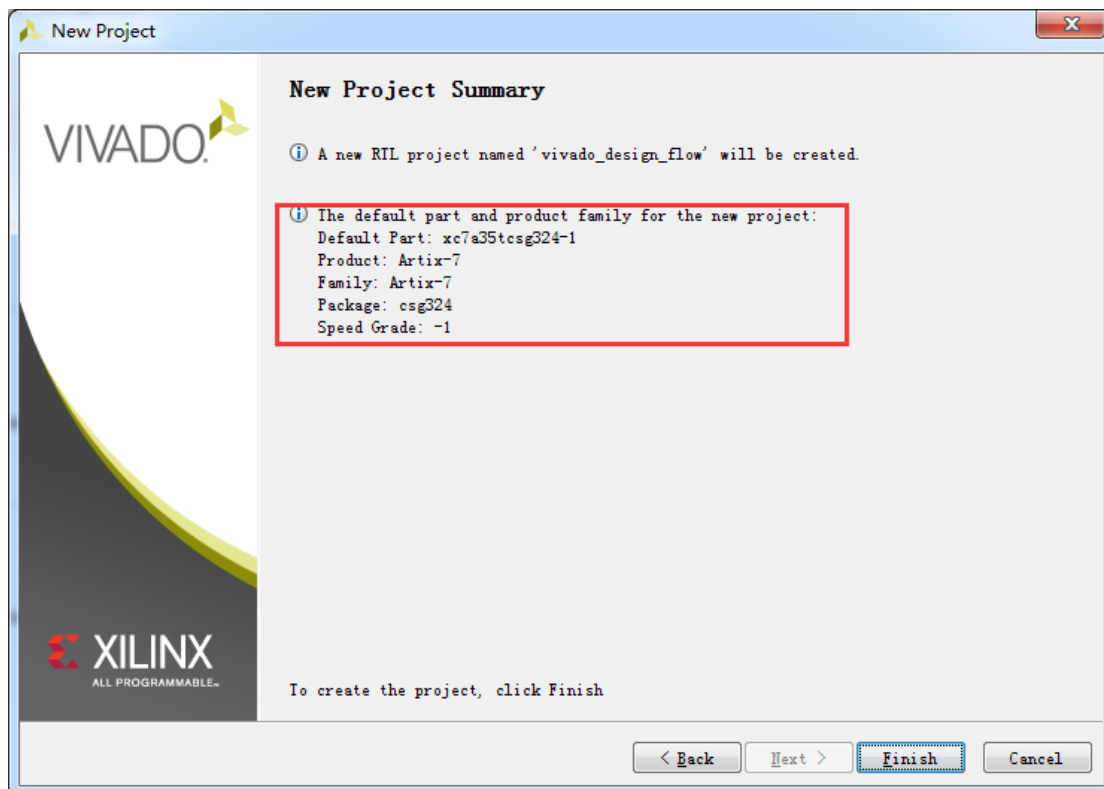 New Project
VIVADO.
New Project Summary
A new RTL project named 'vivado_design_flow' will be created.
The default part and product family for the new project:
Default Part: xc7a35tcsg324-1
Product: Artix-7
Family: Artix-7
Package: csg324
Speed Grade: -1
XILINX
ALL PROGRAMMABLE™
To create the project, click Finish
< Back
Next >
Finish
Cancel